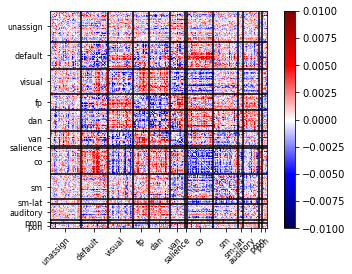 unassign
default
visual
fp
dan
van
salience
co
sm
sm-lat
auditory
pmn
pon
unassign
default
visual
fp
dan
van
salience
co
sm
sm-lat
auditory
0.0100
0.0075
0.0050
0.0025
0.0000
−0.0025
−0.0050
−0.0075
−0.0100